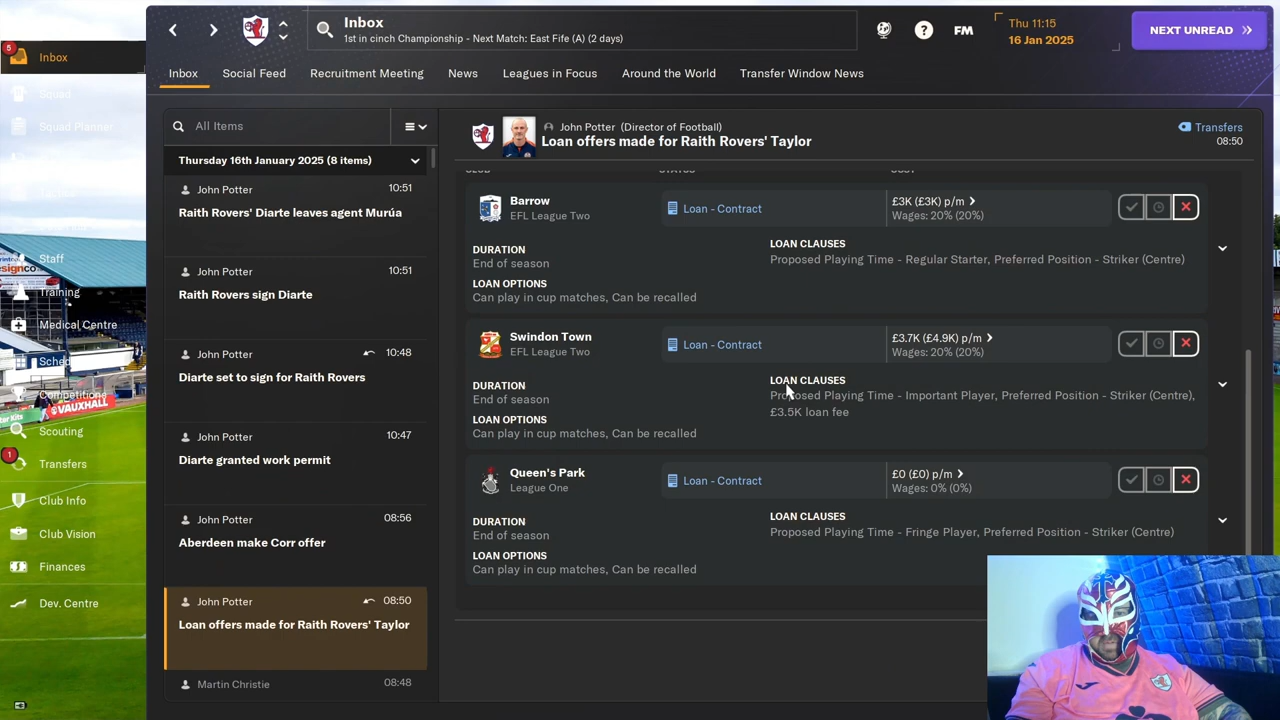 5
Inbox
Squad
Squad Planner
Staff
Training
Medical Centre
Sched
Competitions
Scouting
1
Transfers
Club Info
Club Vision
Finances
Dev. Centre
VAUXHALL
Inbox
1st in cinch Championship - Next Match: East Fife (A) (2 days)
?
FM
Thu 11:15
16 Jan 2025
NEXT UNREAD
Inbox
Social Feed
Recruitment Meeting
News
Leagues in Focus
Around the World
Transfer Window News
All Items
Thursday 16th January 2025 (8 items)
John Potter 10:51
Raith Rovers' Diarte leaves agent Murúa
John Potter 10:51
Raith Rovers sign Diarte
John Potter 10:48
Diarte set to sign for Raith Rovers
John Potter 10:47
Diarte granted work permit
John Potter 08:56
Aberdeen make Corr offer
John Potter 08:50
Loan offers made for Raith Rovers' Taylor
Martin Christie 08:48
John Potter (Director of Football)
Loan offers made for Raith Rovers' Taylor
Transfers
08:50
Barrow
EFL League Two
Loan - Contract
£3K (£3K) p/m
Wages: 20% (20%)
DURATION
End of season
LOAN OPTIONS
Can play in cup matches, Can be recalled
LOAN CLAUSES
Proposed Playing Time - Regular Starter, Preferred Position - Striker (Centre)
Swindon Town
EFL League Two
Loan - Contract
£3.7K (£4.9K) p/m
Wages: 20% (20%)
DURATION
End of season
LOAN OPTIONS
Can play in cup matches, Can be recalled
LOAN CLAUSES
Proposed Playing Time - Important Player, Preferred Position - Striker (Centre),
£3.5K loan fee
Queen's Park
League One
Loan - Contract
£0 (£0) p/m
Wages: 0% (0%)
DURATION
End of season
LOAN OPTIONS
Can play in cup matches, Can be recalled
LOAN CLAUSES
Proposed Playing Time - Fringe Player, Preferred Position - Striker (Centre)